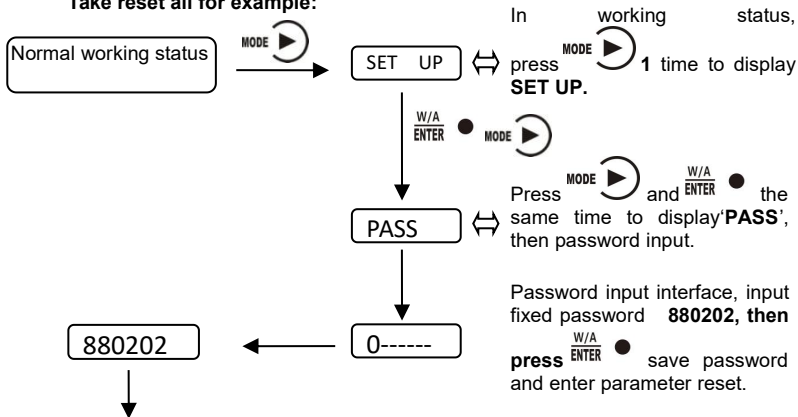 Take reset all for example:
Normal working status
MODE
SET UP
In working status,
press MODE 1 time to display
SET UP.
W/A
ENTER MODE
PASS
Press MODE and W/A ENTER the
same time to display‘PASS’,
then password input.
880202
0------
Password input interface, input
fixed password 880202, then
press W/A ENTER save password
and enter parameter reset.